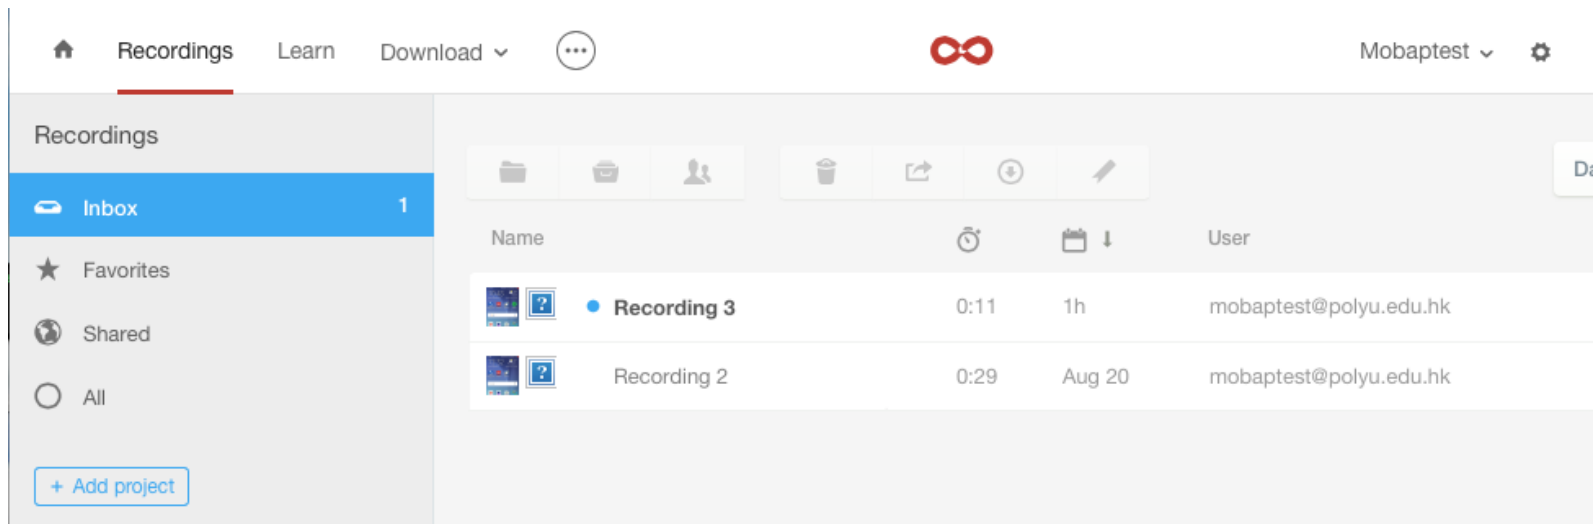 Recordings Learn Download Mobaptest
Recordings
Inbox 1
Favorites
Shared
All
+ Add project
Name User
Recording 3 0:11 1h mobaptest@polyu.edu.hk
Recording 2 0:29 Aug 20 mobaptest@polyu.edu.hk